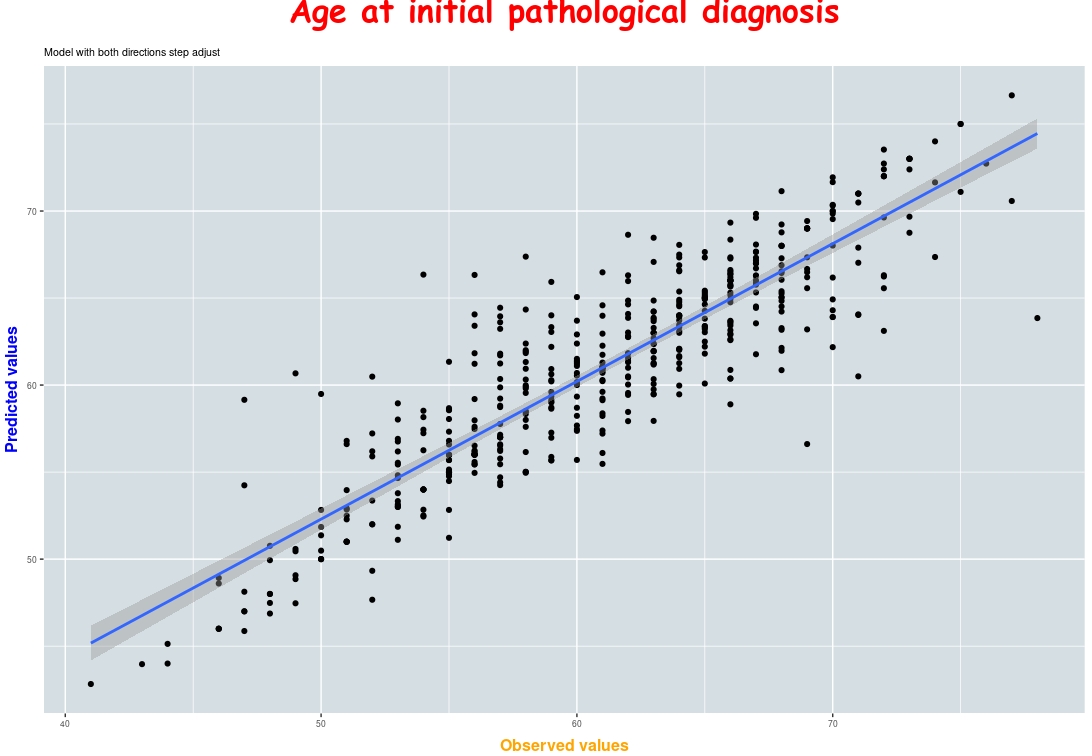 Age at initial pathological diagnosis
Model with both directions step adjust
Predicted values
70
60
50
40
50
60
70
Observed values